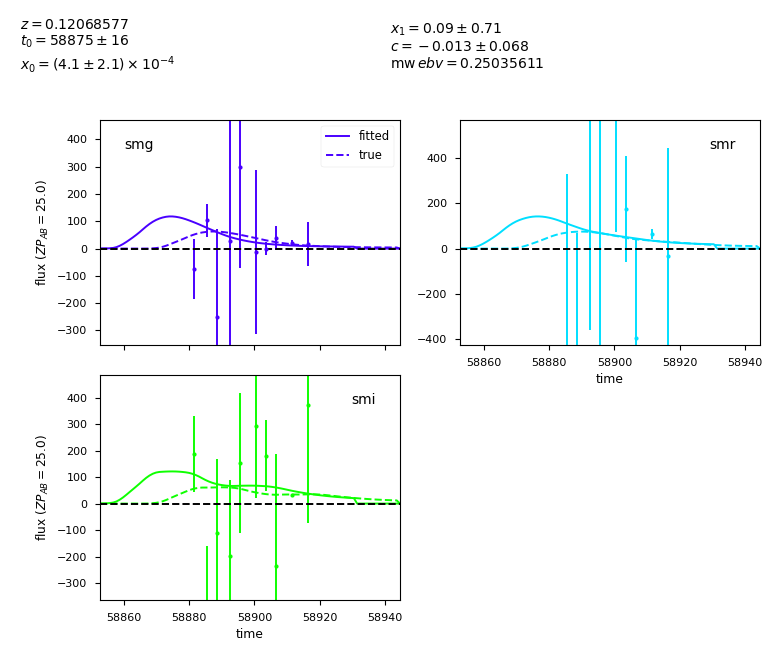 z = 0.12068577
t₀ = 58875 ± 16
x₀ = (4.1 ± 2.1) × 10⁻⁴
x₁ = 0.09 ± 0.71
c = −0.013 ± 0.068
mw ebv = 0.25035611
smg
fitted
true
400
300
200
100
0
−100
−200
−300
flux (ZP_AB = 25.0)
smr
400
200
0
−200
−400
58860 58880 58900 58920 58940
time
smi
400
300
200
100
0
−100
−200
−300
flux (ZP_AB = 25.0)
58860 58880 58900 58920 58940
time